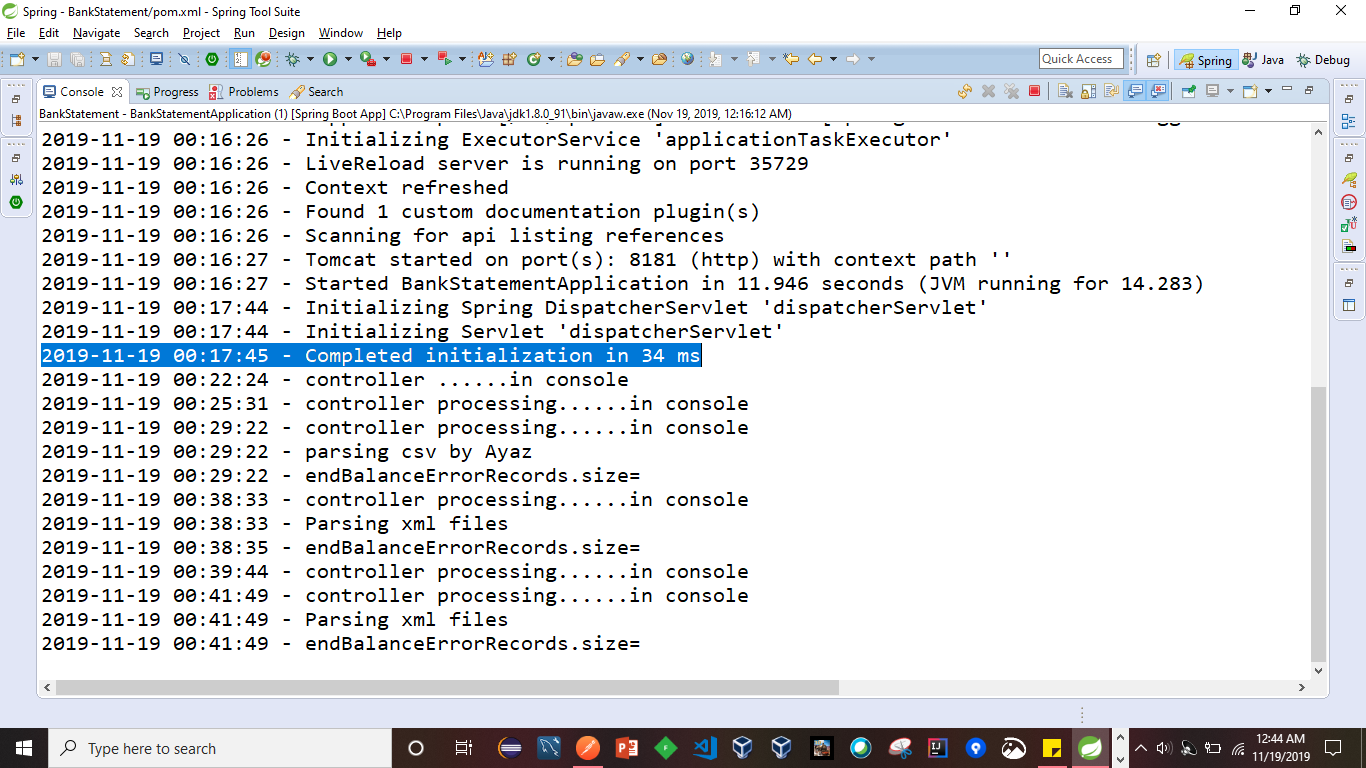 Spring - BankStatement/pom.xml - Spring Tool Suite
File Edit Navigate Search Project Run Design Window Help
Quick Access Spring Java Debug
Console Progress Problems Search
BankStatement - BankStatementApplication (1) [Spring Boot App] C:\Program Files\Java\jdk1.8.0_91\bin\javaw.exe (Nov 19, 2019, 12:16:12 AM)
2019-11-19 00:16:26 - Initializing ExecutorService 'applicationTaskExecutor'
2019-11-19 00:16:26 - LiveReload server is running on port 35729
2019-11-19 00:16:26 - Context refreshed
2019-11-19 00:16:26 - Found 1 custom documentation plugin(s)
2019-11-19 00:16:26 - Scanning for api listing references
2019-11-19 00:16:27 - Tomcat started on port(s): 8181 (http) with context path ''
2019-11-19 00:16:27 - Started BankStatementApplication in 11.946 seconds (JVM running for 14.283)
2019-11-19 00:17:44 - Initializing Spring DispatcherServlet 'dispatcherServlet'
2019-11-19 00:17:44 - Initializing Servlet 'dispatcherServlet'
2019-11-19 00:17:45 - Completed initialization in 34 ms
2019-11-19 00:22:24 - controller ......in console
2019-11-19 00:25:31 - controller processing......in console
2019-11-19 00:29:22 - controller processing......in console
2019-11-19 00:29:22 - parsing csv by Ayaz
2019-11-19 00:29:22 - endBalanceErrorRecords.size=
2019-11-19 00:38:33 - controller processing......in console
2019-11-19 00:38:33 - Parsing xml files
2019-11-19 00:38:35 - endBalanceErrorRecords.size=
2019-11-19 00:39:44 - controller processing......in console
2019-11-19 00:41:49 - controller processing......in console
2019-11-19 00:41:49 - Parsing xml files
2019-11-19 00:41:49 - endBalanceErrorRecords.size=
Type here to search
12:44 AM
11/19/2019